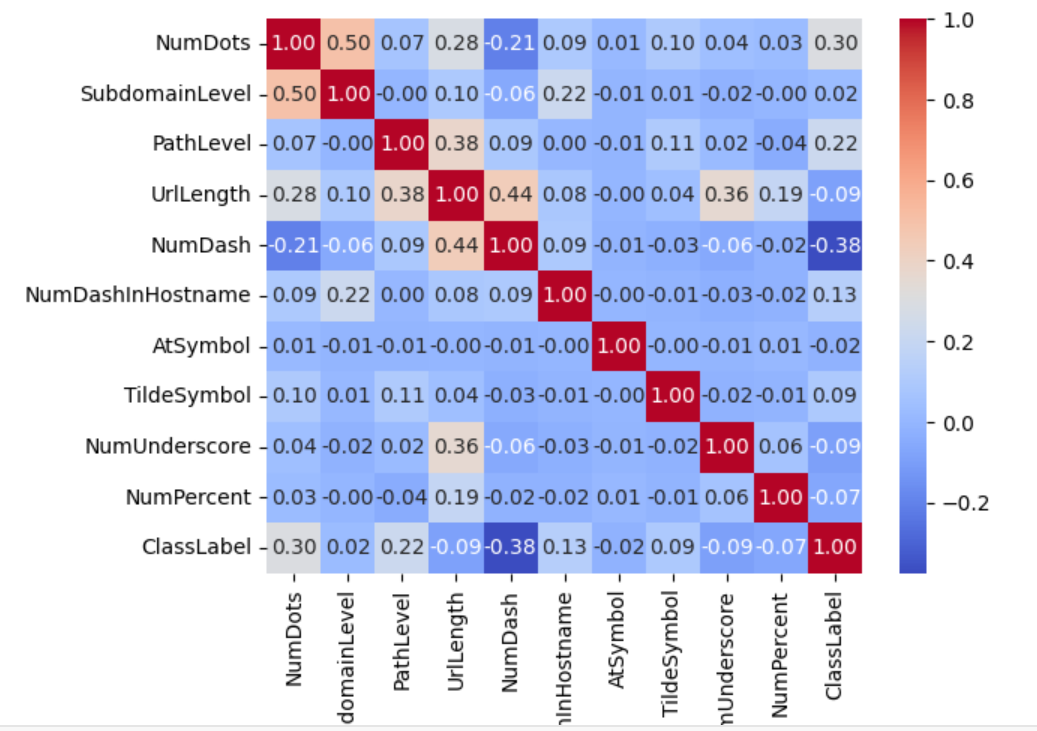 1.0
NumDots 1.00 0.50 0.07 0.28 -0.21 0.09 0.01 0.10 0.04 0.03 0.30
SubdomainLevel 0.50 1.00 -0.00 0.10 -0.06 0.22 -0.01 0.01 -0.02 -0.00 0.02
0.8
PathLevel 0.07 -0.00 1.00 0.38 0.09 0.00 -0.01 0.11 0.02 -0.04 0.22
0.6
UrlLength 0.28 0.10 0.38 1.00 0.44 0.08 -0.00 0.04 0.36 0.19 -0.09
NumDash -0.21 -0.06 0.09 0.44 1.00 0.09 -0.01 -0.03 -0.06 -0.02 -0.38
0.4
NumDashInHostname 0.09 0.22 0.00 0.08 0.09 1.00 -0.00 -0.01 -0.03 -0.02 0.13
0.2
AtSymbol 0.01 -0.01 -0.01 -0.00 -0.01 -0.00 1.00 -0.00 -0.01 0.01 -0.02
TildeSymbol 0.10 0.01 0.11 0.04 -0.03 -0.01 -0.00 1.00 -0.02 -0.01 0.09
0.0
NumUnderscore 0.04 -0.02 0.02 0.36 -0.06 -0.03 -0.01 -0.02 1.00 0.06 -0.09
NumPercent 0.03 -0.00 -0.04 0.19 -0.02 -0.02 0.01 -0.01 0.06 1.00 -0.07
-0.2
ClassLabel 0.30 0.02 0.22 -0.09 -0.38 0.13 -0.02 0.09 -0.09 -0.07 1.00
NumDots
domainLevel
PathLevel
UrlLength
NumDash
InHostname
AtSymbol
TildeSymbol
mUnderscore
NumPercent
ClassLabel